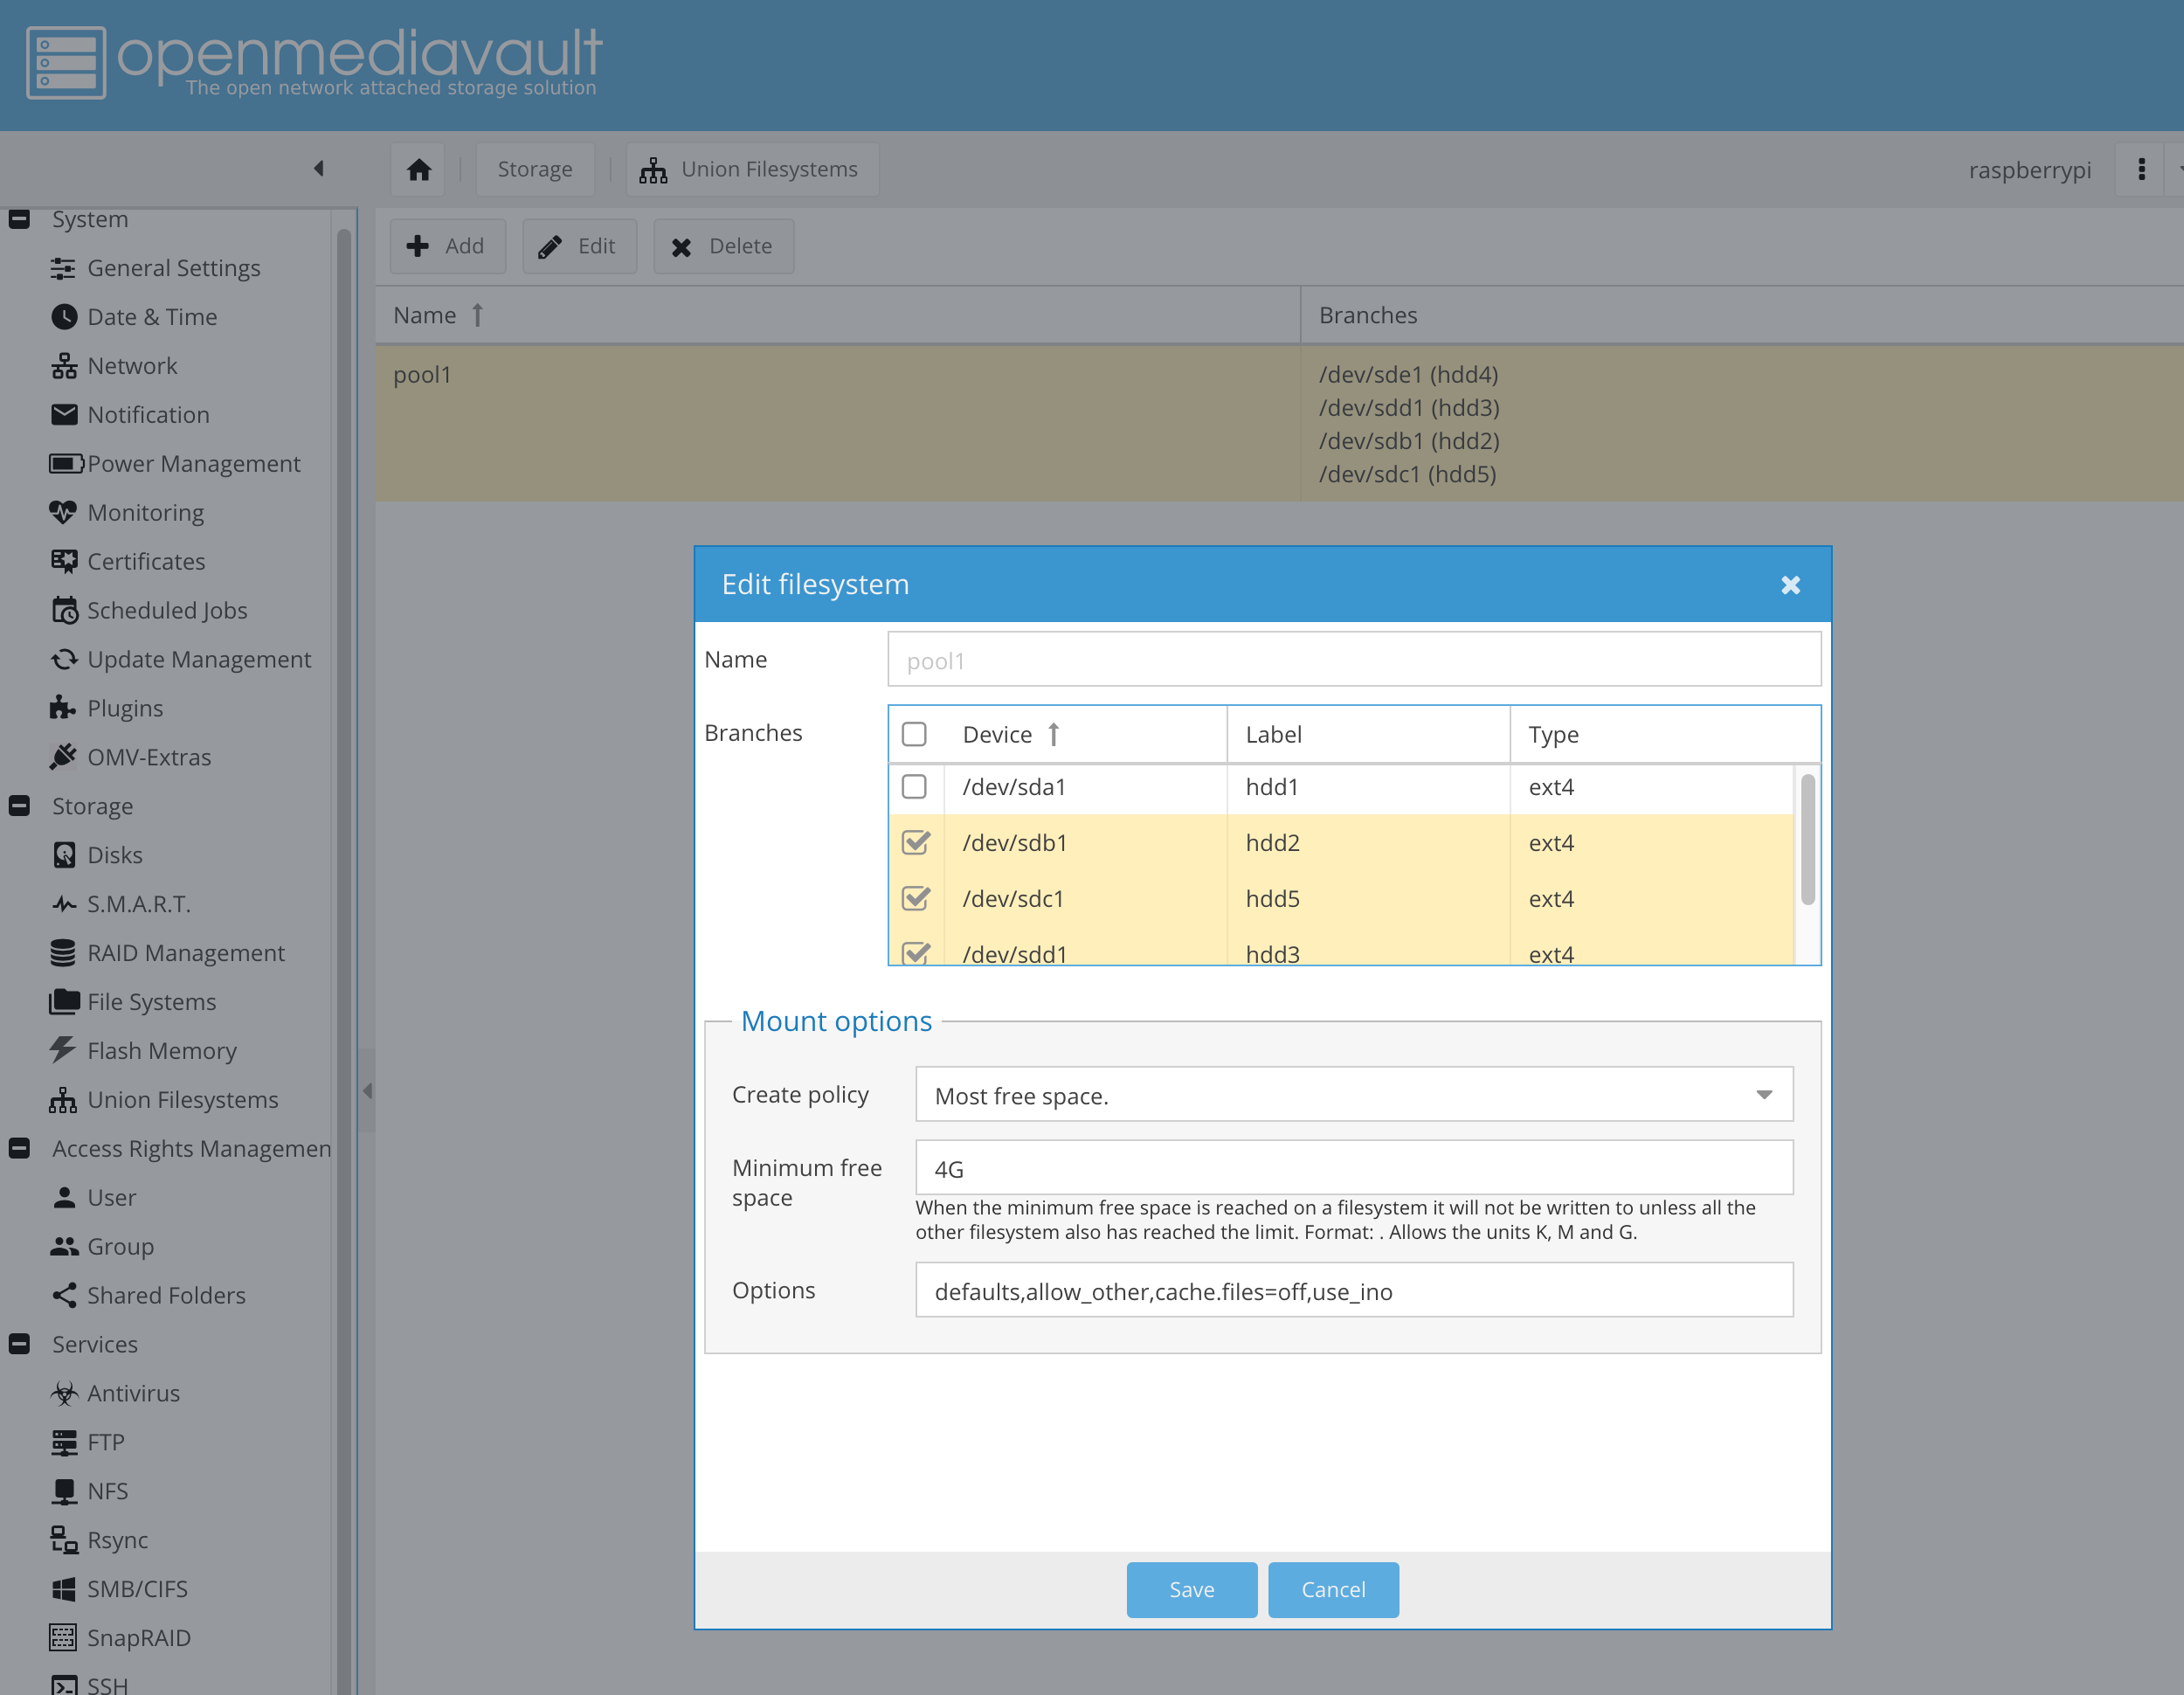 openmediavault
The open network attached storage solution
Storage
Union Filesystems
raspberrypi
System
General Settings
Date & Time
Network
Notification
Power Management
Monitoring
Certificates
Scheduled Jobs
Update Management
Plugins
OMV-Extras
Storage
Disks
S.M.A.R.T.
RAID Management
File Systems
Flash Memory
Union Filesystems
Access Rights Managemen
User
Group
Shared Folders
Services
Antivirus
FTP
NFS
Rsync
SMB/CIFS
SnapRAID
SSH
Add Edit Delete
Name Branches
pool1 /dev/sde1 (hdd4)
/dev/sdd1 (hdd3)
/dev/sdb1 (hdd2)
/dev/sdc1 (hdd5)
Edit filesystem
Name pool1
Branches
Device Label Type
/dev/sda1 hdd1 ext4
/dev/sdb1 hdd2 ext4
/dev/sdc1 hdd5 ext4
/dev/sdd1 hdd3 ext4
Mount options
Create policy Most free space.
Minimum free
space
4G
When the minimum free space is reached on a filesystem it will not be written to unless all the
other filesystem also has reached the limit. Format: . Allows the units K, M and G.
Options defaults,allow_other,cache.files=off,use_ino
Save Cancel